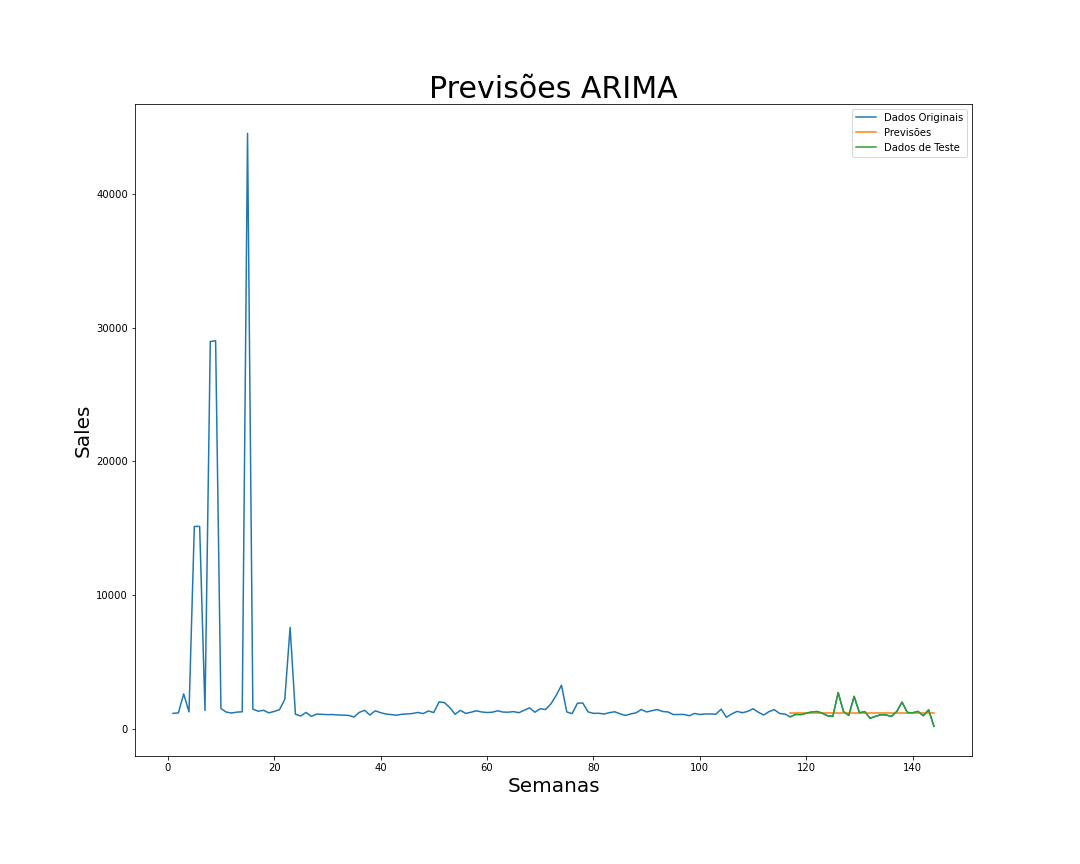 Previsões ARIMA
Dados Originais
Previsões
Dados de Teste
Sales
40000
30000
20000
10000
0
0 20 40 60 80 100 120 140
Semanas